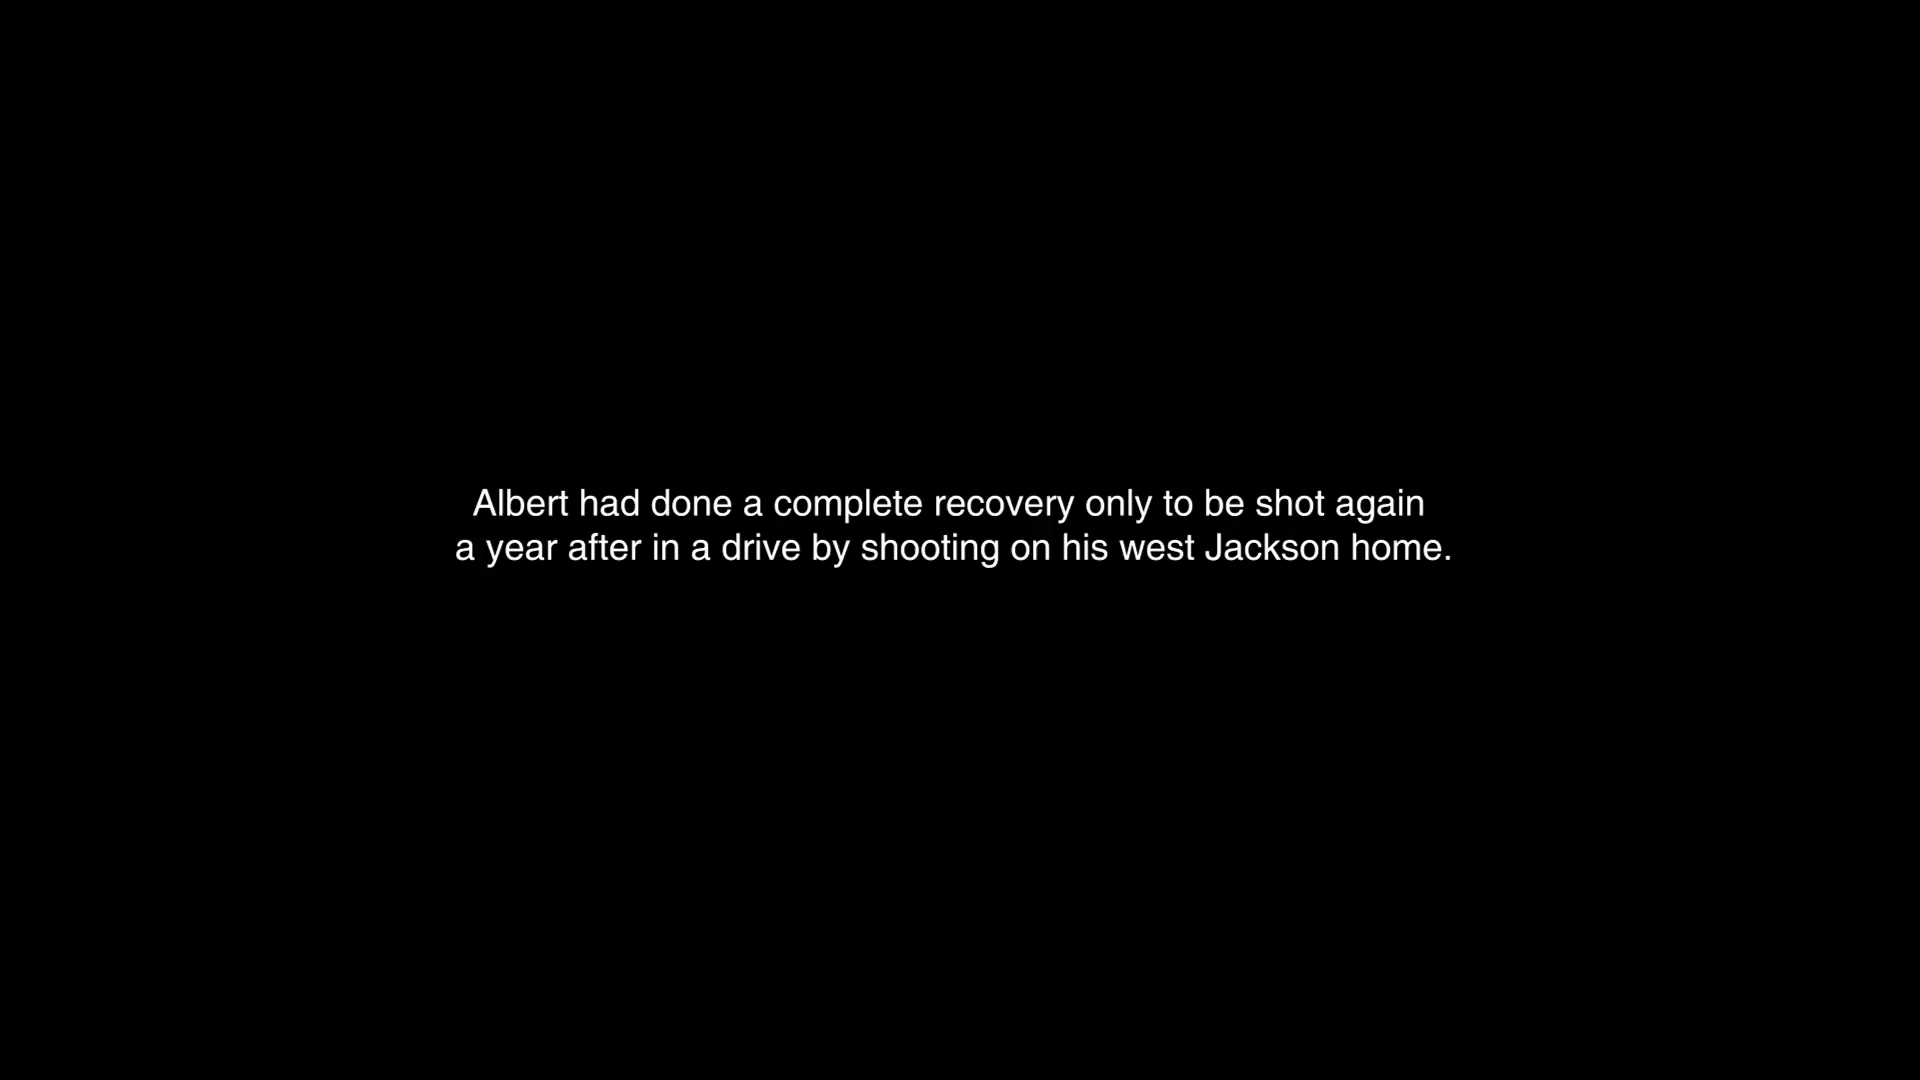 Albert had done a complete recovery only to be shot again
a year after in a drive by shooting on his west Jackson home.